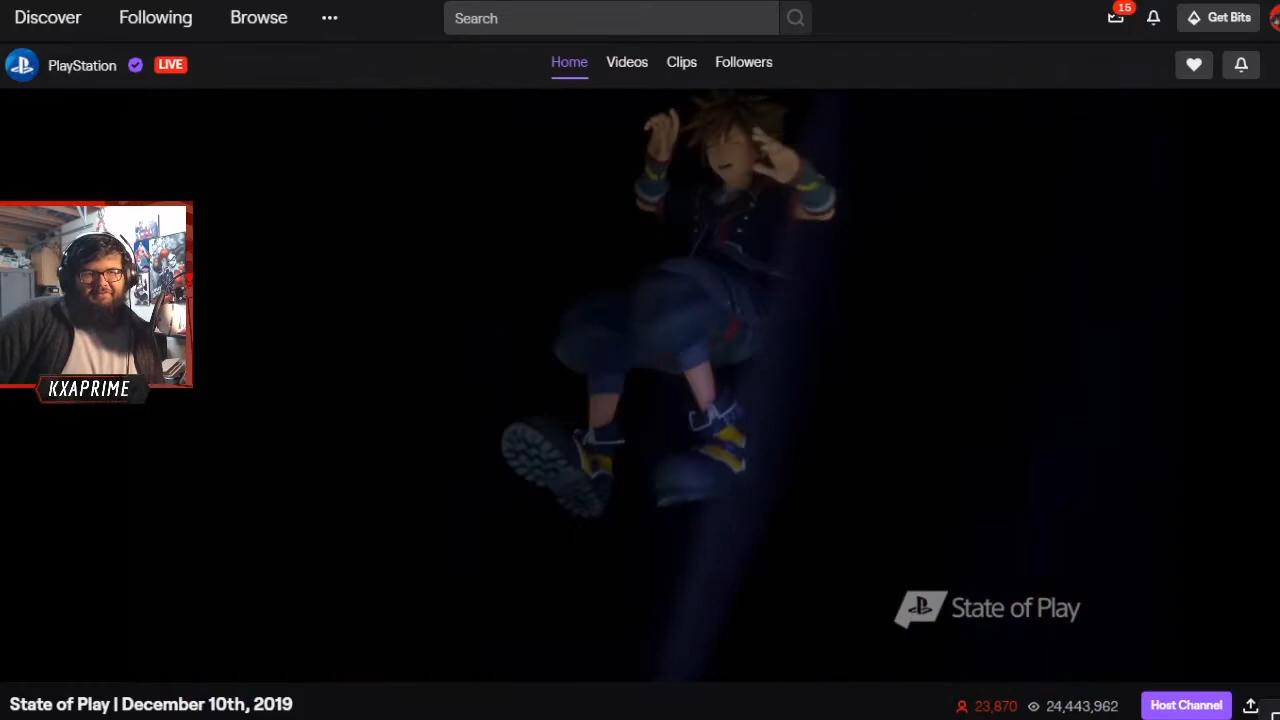 Discover Following Browse ... Search 15 Get Bits
PlayStation LIVE Home Videos Clips Followers
KXAPRIME
State of Play
State of Play | December 10th, 2019 23,870 24,443,962 Host Channel